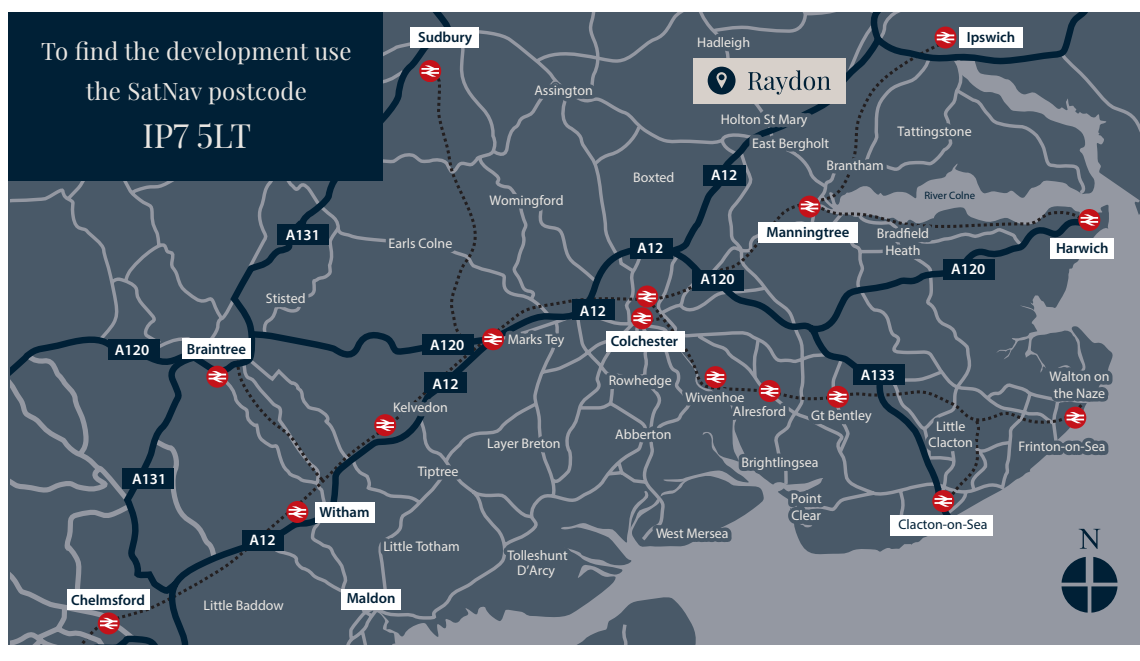 To find the development use
the SatNav postcode
IP7 5LT
Sudbury
Hadleigh
Ipswich
Raydon
Assington
Holton St Mary
East Bergholt
Tattingstone
Brantham
Boxted
A12
River Colne
Womingford
Manningtree
Bradfield
Heath
Harwich
A131
Earls Colne
A12
A120
A120
Stisted
A12
A120
Braintree
A120
Marks Tey
Colchester
A12
Rowhedge
A133
Walton on
the Naze
Wivenhoe
Alresford
Gt Bentley
Kelvedon
Layer Breton
Abberton
Little
Clacton
Frinton-on-Sea
Tiptree
Brightlingsea
A131
Witham
Point
Clear
Clacton-on-Sea
A12
Little Totham
West Mersea
Tolleshunt
D’Arcy
N
Chelmsford
Little Baddow
Maldon